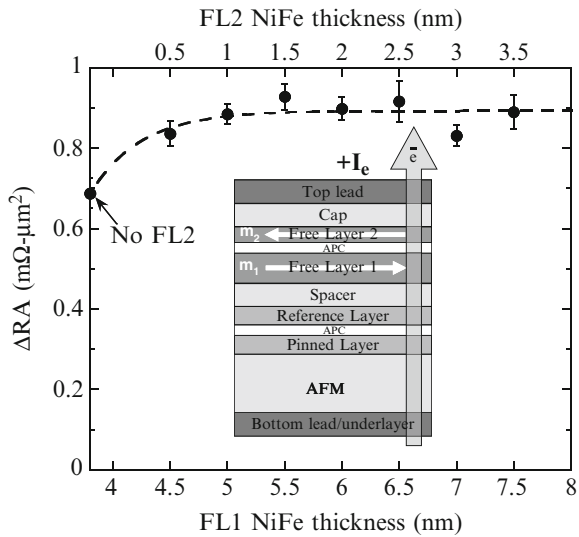 FL2 NiFe thickness (nm)
0.5 1 1.5 2 2.5 3 3.5
1
0.8
0.6
0.4
0.2
0
ΔRA (mΩ-μm²)
No FL2
+Iₑ
e̅
Top lead
Cap
m₂ Free Layer 2
APC
m₁ Free Layer 1
Spacer
Reference Layer
APC
Pinned Layer
AFM
Bottom lead/underlayer
4 4.5 5 5.5 6 6.5 7 7.5 8
FL1 NiFe thickness (nm)